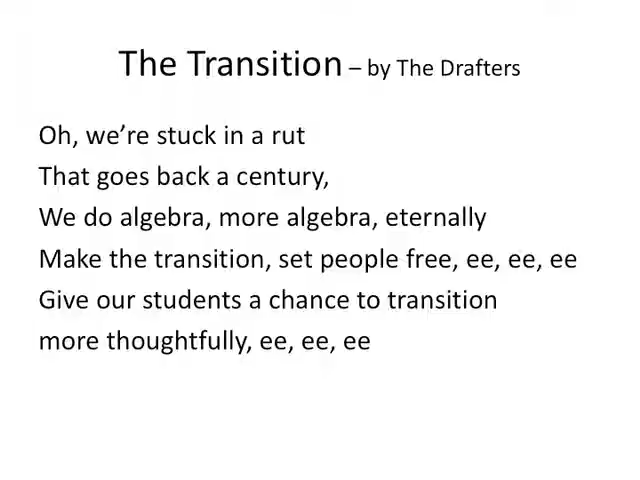 The Transition – by The Drafters
Oh, we’re stuck in a rut
That goes back a century,
We do algebra, more algebra, eternally
Make the transition, set people free, ee, ee, ee
Give our students a chance to transition
more thoughtfully, ee, ee, ee